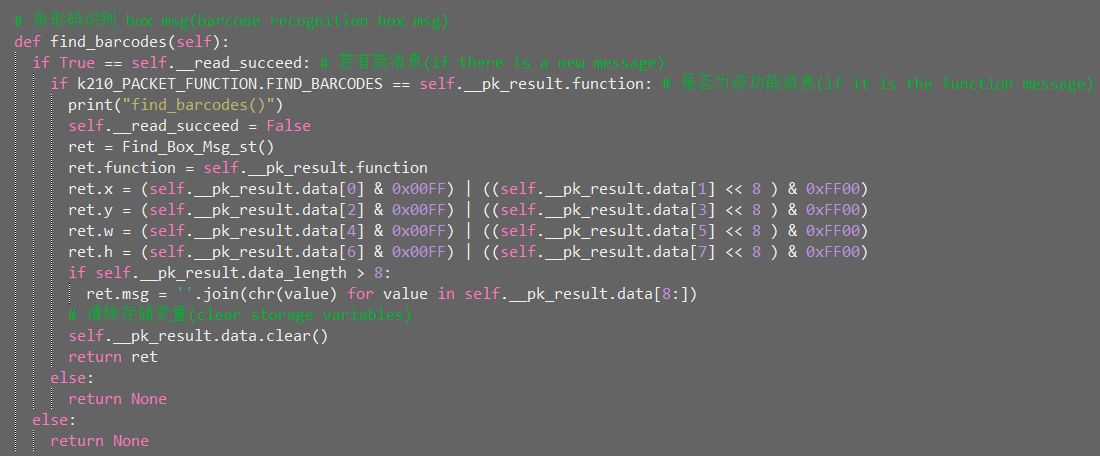 # 条形码识别 box msg(barcode recognition box msg)
def find_barcodes(self):
if True == self.__read_succeed: # 若有新消息(if there is a new message)
if k210_PACKET_FUNCTION.FIND_BARCODES == self.__pk_result.function: # 是否为该功能消息(if it is the function message)
print("find_barcodes()")
self.__read_succeed = False
ret = Find_Box_Msg_st()
ret.function = self.__pk_result.function
ret.x = (self.__pk_result.data[0] & 0x00FF) | ((self.__pk_result.data[1] << 8 ) & 0xFF00)
ret.y = (self.__pk_result.data[2] & 0x00FF) | ((self.__pk_result.data[3] << 8 ) & 0xFF00)
ret.w = (self.__pk_result.data[4] & 0x00FF) | ((self.__pk_result.data[5] << 8 ) & 0xFF00)
ret.h = (self.__pk_result.data[6] & 0x00FF) | ((self.__pk_result.data[7] << 8 ) & 0xFF00)
if self.__pk_result.data_length > 8:
ret.msg = ''.join(chr(value) for value in self.__pk_result.data[8:])
# 清除存储变量(clear storage variables)
self.__pk_result.data.clear()
return ret
else:
return None
else:
return None